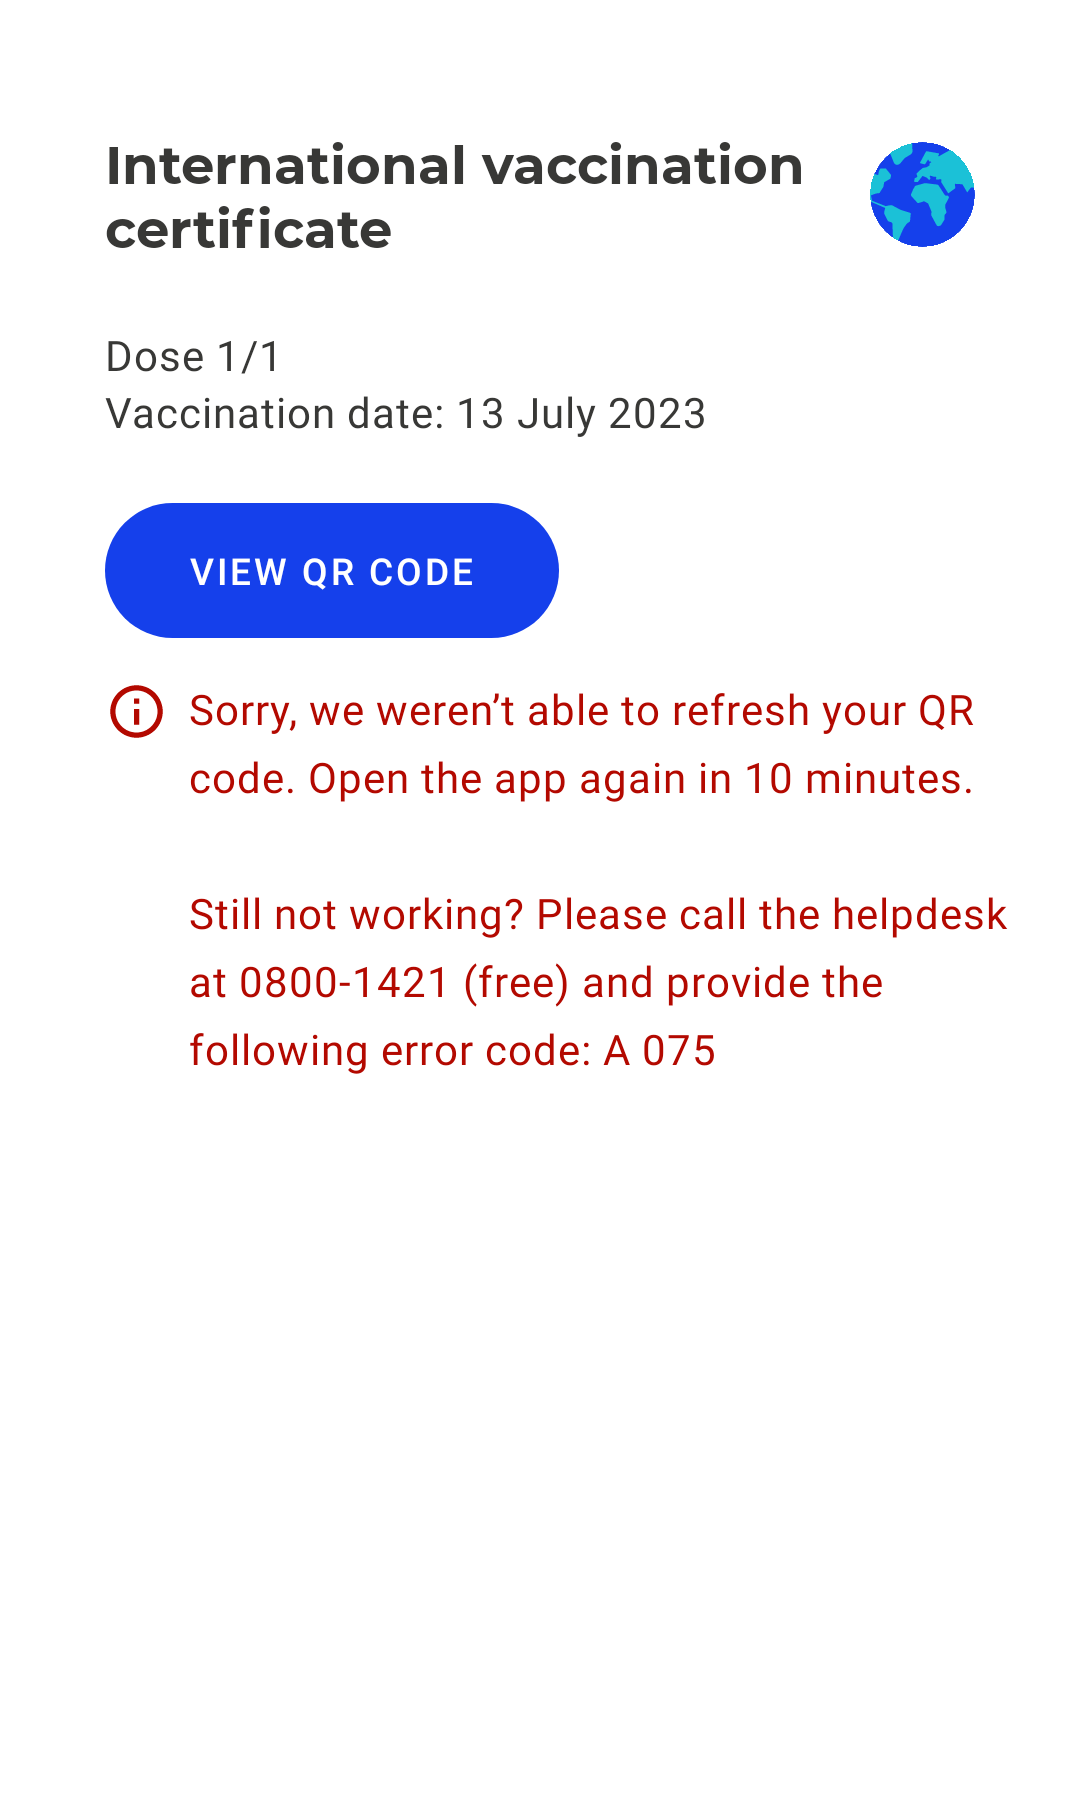 International vaccination
certificate
Dose 1/1
Vaccination date: 13 July 2023
VIEW QR CODE
Sorry, we weren’t able to refresh your QR
code. Open the app again in 10 minutes.
Still not working? Please call the helpdesk
at 0800-1421 (free) and provide the
following error code: A 075